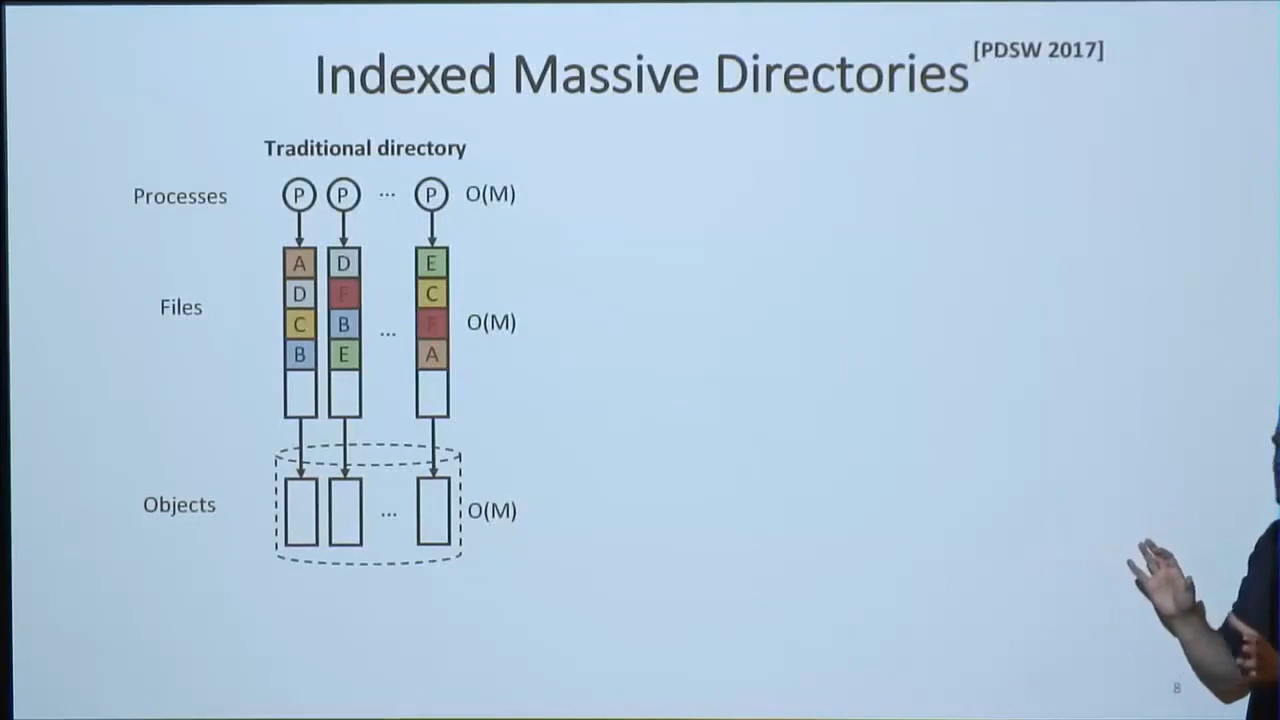 Indexed Massive Directories [PDSW 2017]
Traditional directory
Processes P P ... P O(M)
A D E
D F C
Files ... O(M)
C B F
B E A
Objects ... O(M)
8